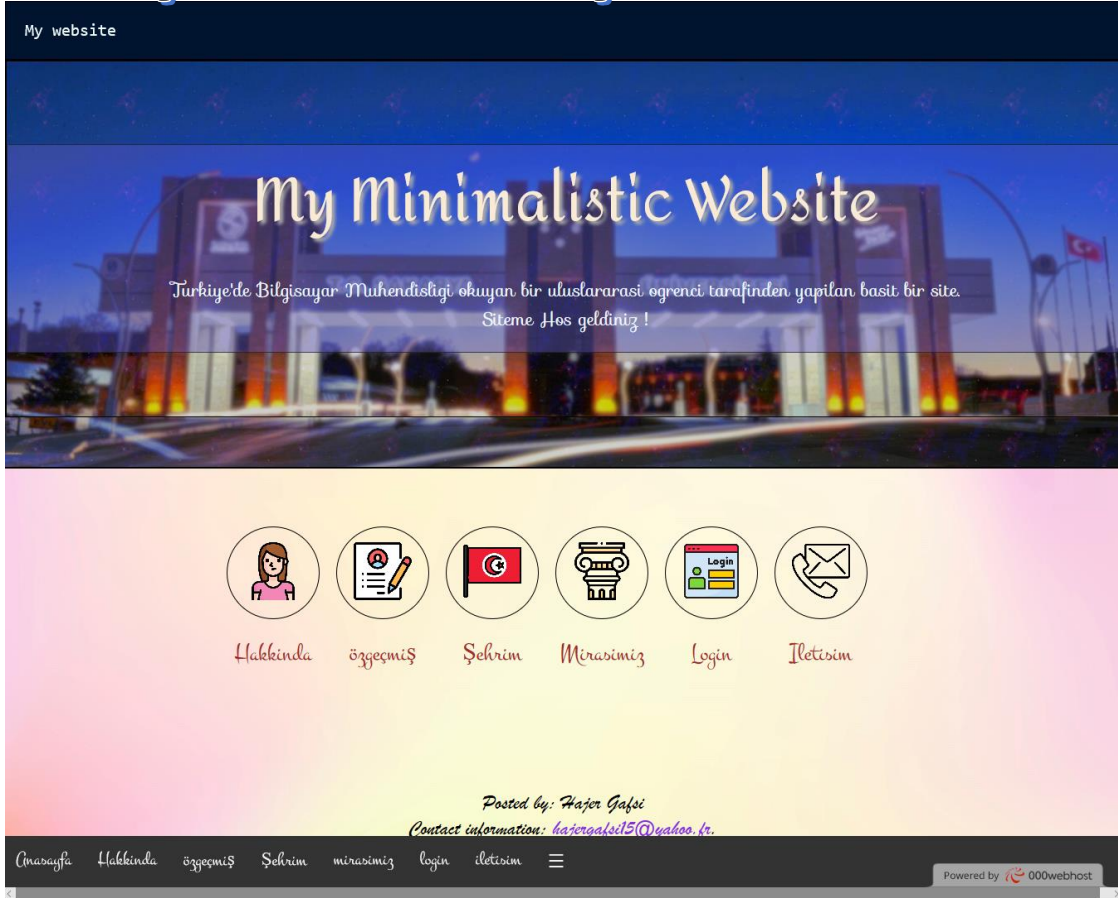 My website
My Minimalistic Website
Turkiye'de Bilgisayar Muhendisligi okuyan bir uluslararasi ogrenci tarafinden yapilan basit bir site.
Siteme Hos geldiniz !
Login
Hakkinda özgeçmiş Şehrim Mirasimiz Login Iletisim
Posted by: Hajer Gafsi
Contact information: hajergafsi15@yahoo.fr.
Anasayfa Hakkinda özgeçmiş Şehrim mirasimiz login iletisim ☰
Powered by 000webhost